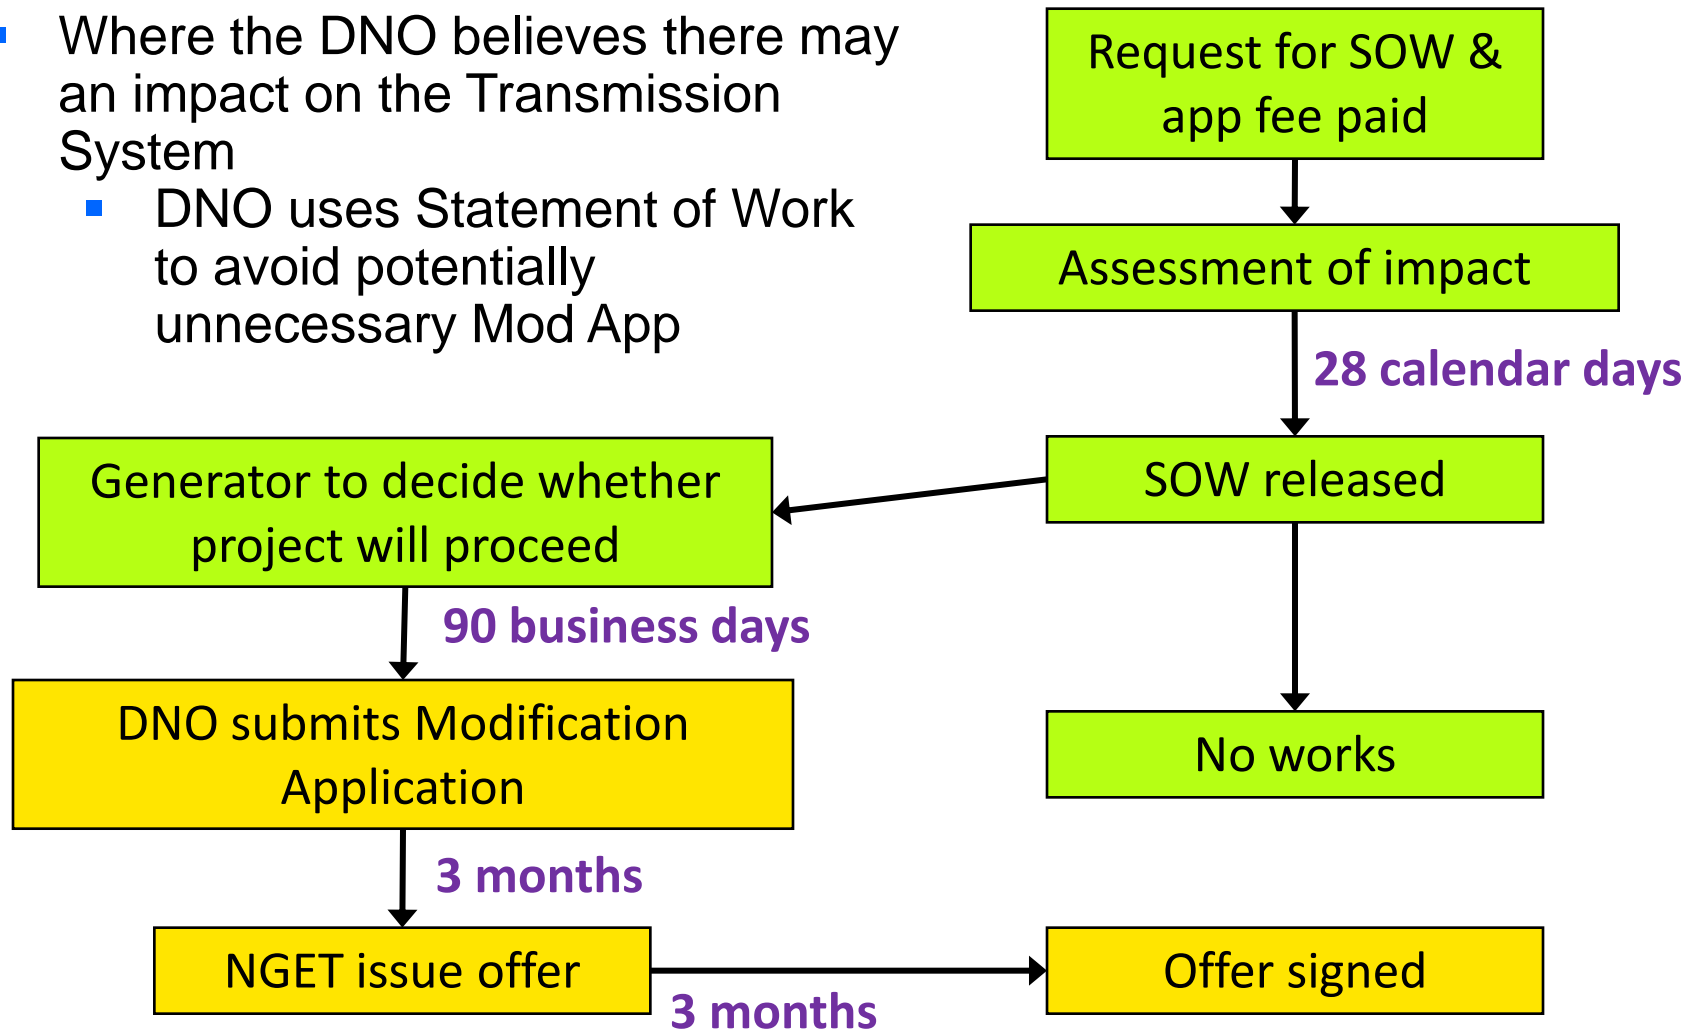 Where the DNO believes there may
an impact on the Transmission
System
DNO uses Statement of Work
to avoid potentially
unnecessary Mod App
Request for SOW &
app fee paid
Assessment of impact
28 calendar days
SOW released
Generator to decide whether
project will proceed
90 business days
DNO submits Modification
Application
No works
3 months
NGET issue offer
3 months
Offer signed